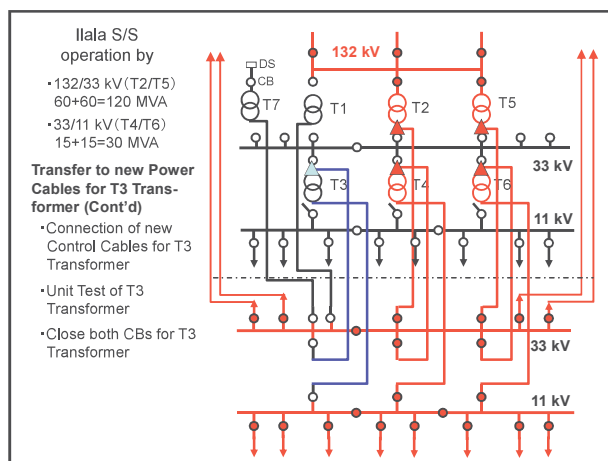 Ilala S/S
operation by
・132/33 kV(T2/T5)
60+60=120 MVA
・33/11 kV(T4/T6)
15+15=30 MVA
Transfer to new Power
Cables for T3 Trans-
former (Cont'd)
・Connection of new
Control Cables for T3
Transformer
・Unit Test of T3
Transformer
・Close both CBs for T3
Transformer
132 kV
DS
CB
T7
T1
T2
T5
33 kV
T3
T4
T6
11 kV
33 kV
11 kV